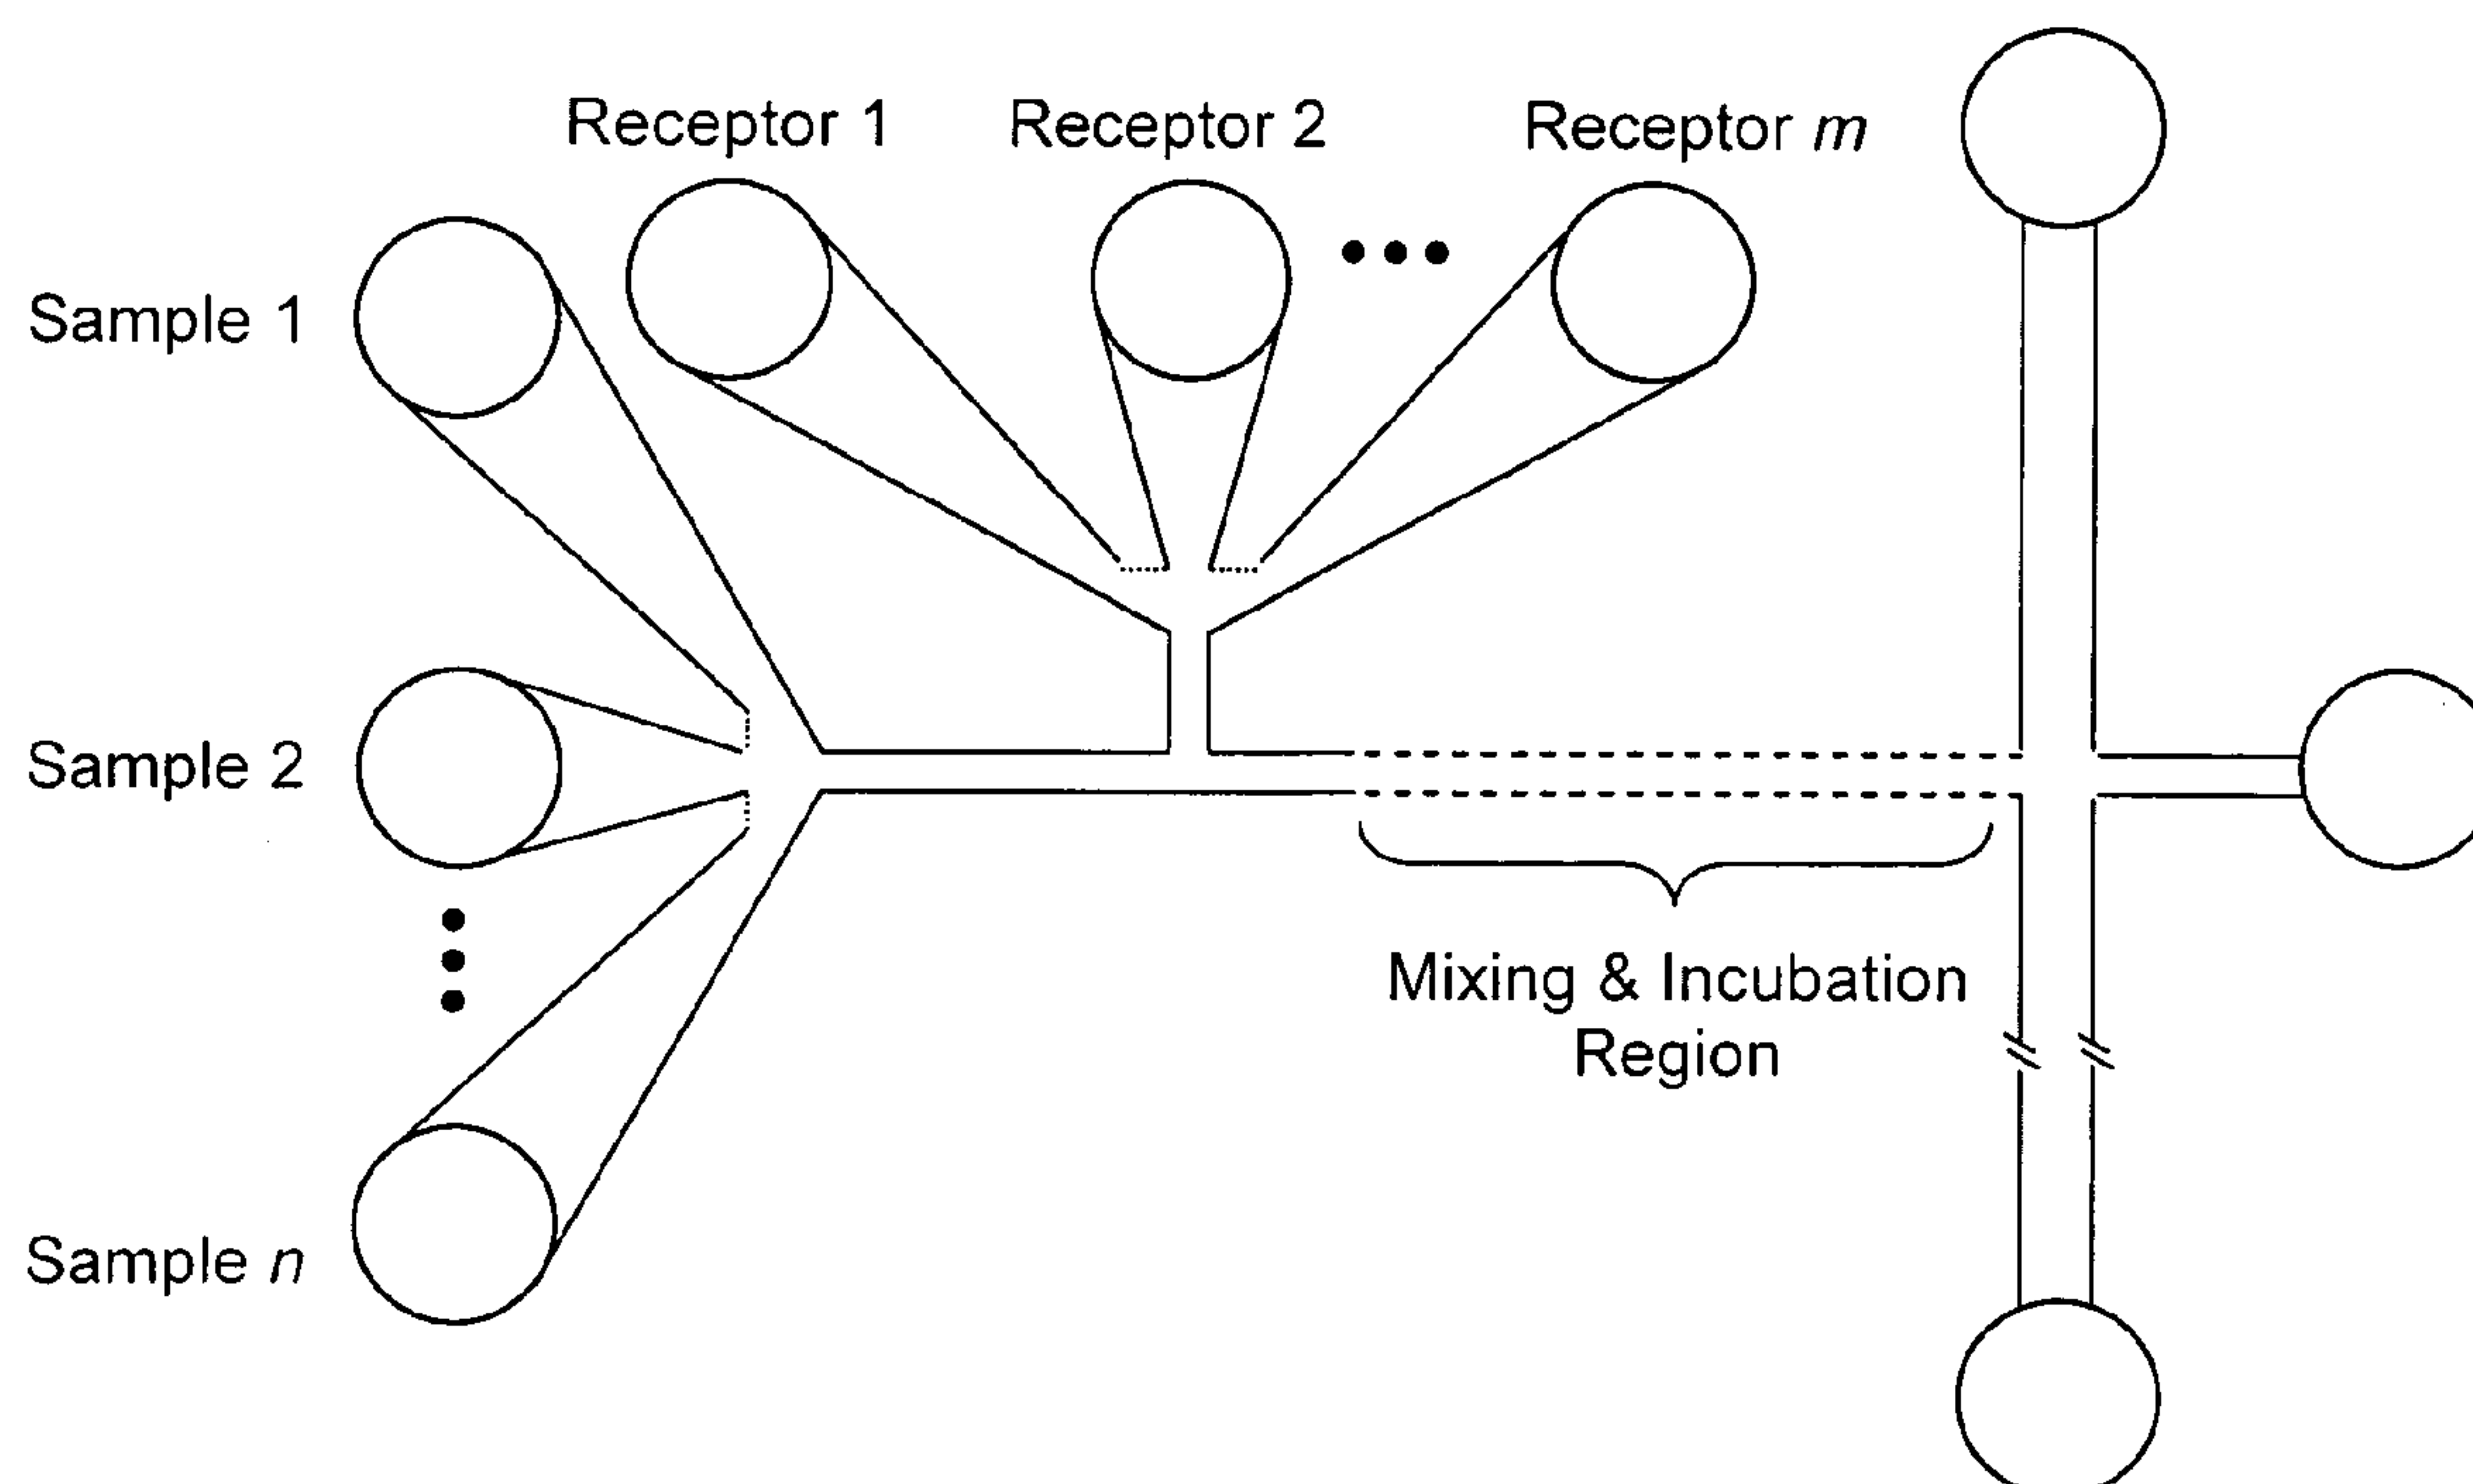 Receptor 1
Receptor 2
Receptor m
Sample 1
Sample 2
Mixing & Incubation
Region
Sample n